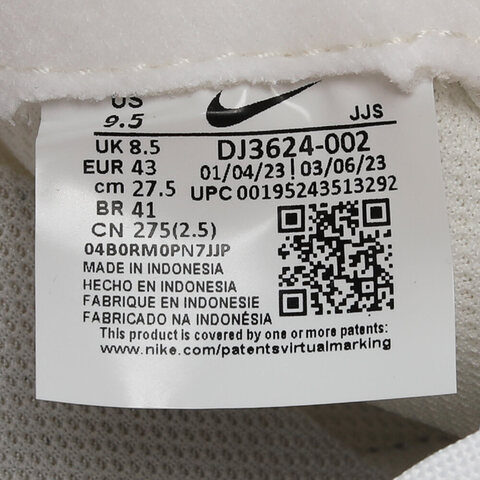 US
9.5
JJS
UK 8.5
EUR 43
cm 27.5
BR 41
CN 275(2.5)
DJ3624-002
01/04/23 | 03/06/23
UPC 00195243513292
04B0RM0PN7JJP
MADE IN INDONESIA
HECHO EN INDONESIA
FABRIQUE EN INDONESIE
FABRICADO NA INDONÉSIA
This product is covered by one or more patents:
www.nike.com/patentsvirtualmarking